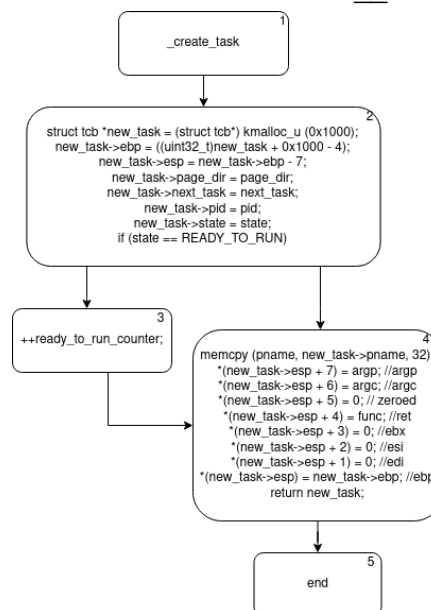 1
_create_task
2
struct tcb *new_task = (struct tcb*) kmalloc_u (0x1000);
new_task->ebp = ((uint32_t)new_task + 0x1000 - 4);
new_task->esp = new_task->ebp - 7;
new_task->page_dir = page_dir;
new_task->next_task = next_task;
new_task->pid = pid;
new_task->state = state;
if (state == READY_TO_RUN)
3
++ready_to_run_counter;
4
memcpy (pname, new_task->pname, 32)
*(new_task->esp + 7) = argp; //argp
*(new_task->esp + 6) = argc; //argc
*(new_task->esp + 5) = 0; // zeroed
*(new_task->esp + 4) = func; //ret
*(new_task->esp + 3) = 0; //ebx
*(new_task->esp + 2) = 0; //esi
*(new_task->esp + 1) = 0; //edi
*(new_task->esp) = new_task->ebp; //ebp
return new_task;
5
end